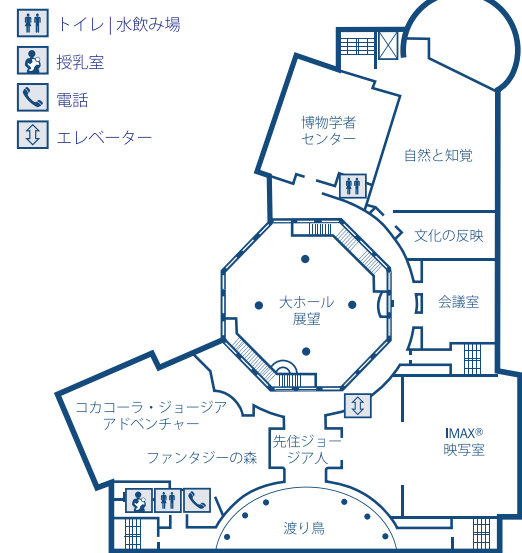 トイレ | 水飲み場
授乳室
電話
エレベーター
博物学者
センター
自然と知覚
文化の反映
大ホール
展望
会議室
コカコーラ・ジョージア
アドベンチャー
ファンタジーの森
先住ジョー
ジア人
IMAX®
映写室
渡り鳥